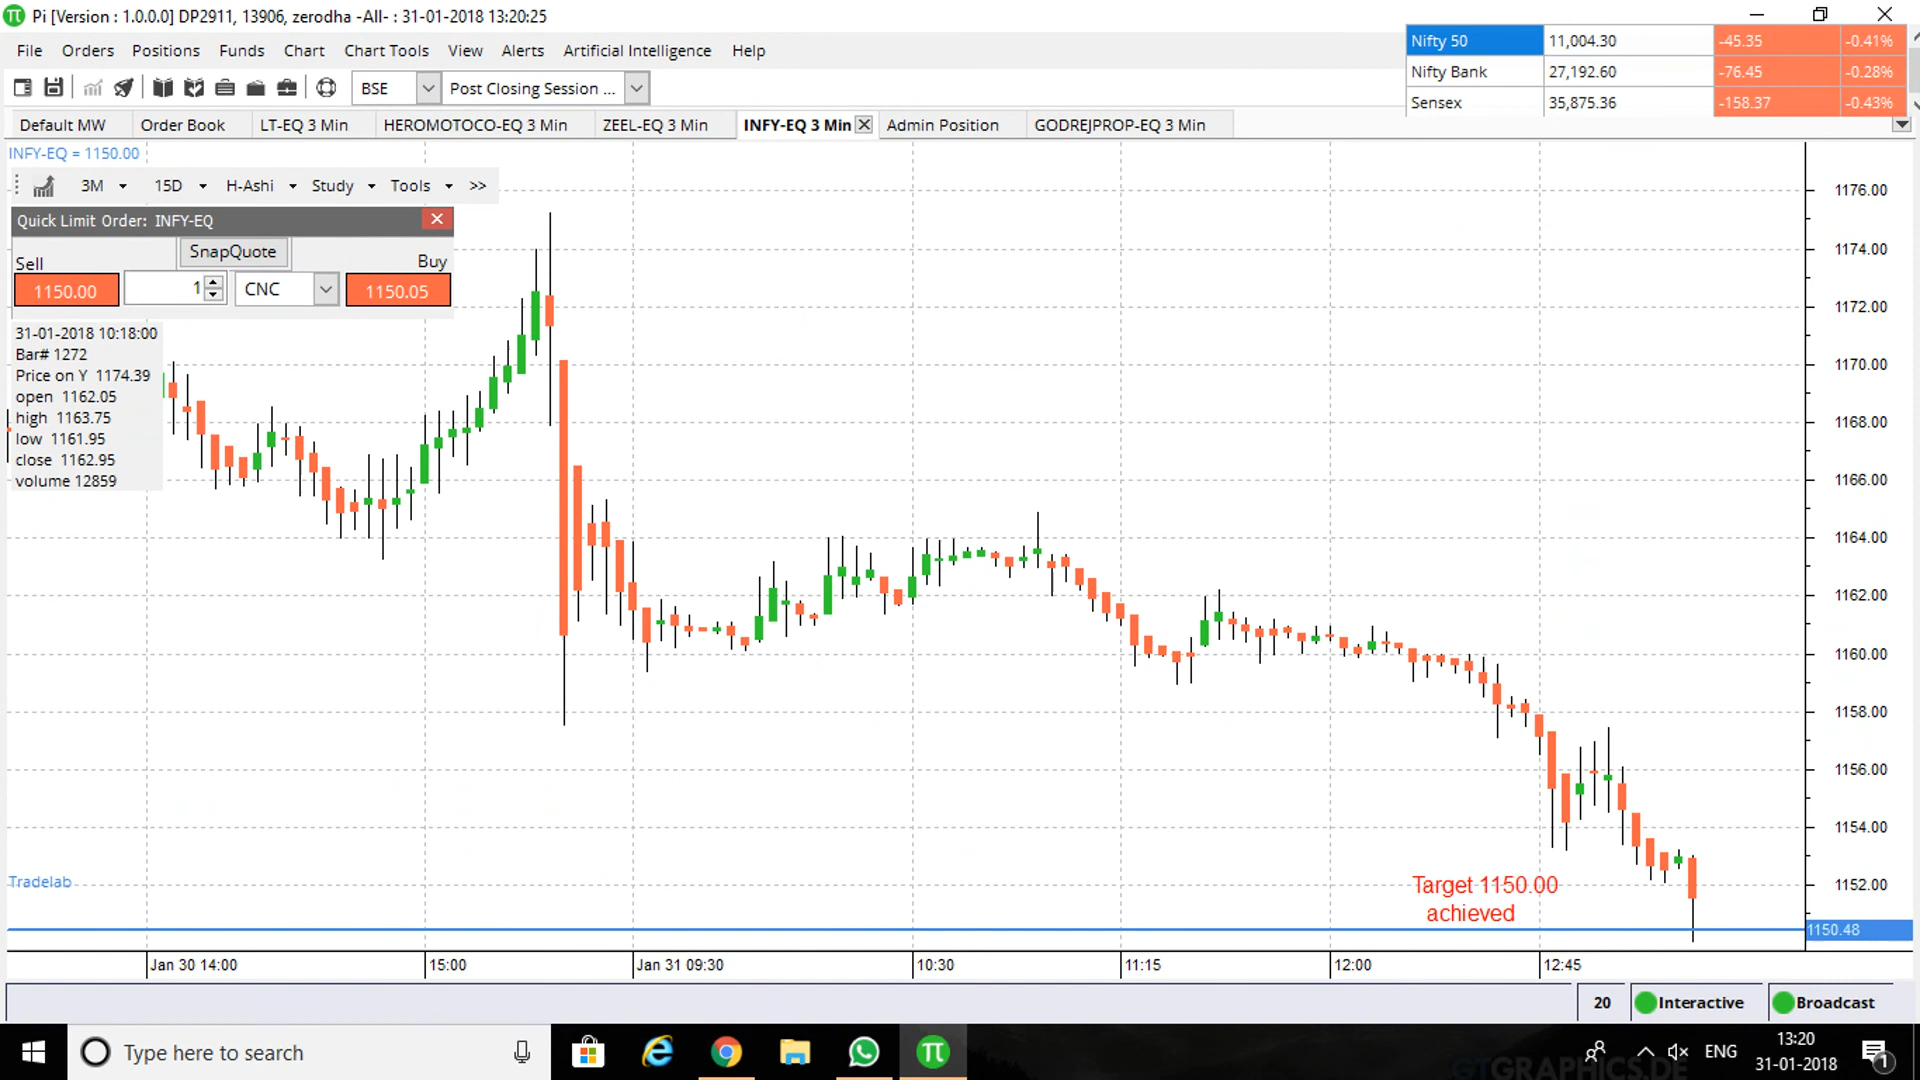 Pi [Version : 1.0.0.0] DP2911, 13906, zerodha -All- : 31-01-2018 13:20:25
File Orders Positions Funds Chart Chart Tools View Alerts Artificial Intelligence Help
Nifty 50 11,004.30 -45.35 -0.41%
Nifty Bank 27,192.60 -76.45 -0.28%
Sensex 35,875.36 -158.37 -0.43%
BSE Post Closing Session ...
Default MW Order Book LT-EQ 3 Min HEROMOTOCO-EQ 3 Min ZEEL-EQ 3 Min INFY-EQ 3 Min Admin Position GODREJPROP-EQ 3 Min
INFY-EQ = 1150.00
3M 15D H-Ashi Study Tools >>
Quick Limit Order: INFY-EQ
SnapQuote
Sell Buy
1150.00 1 CNC 1150.05
31-01-2018 10:18:00
Bar# 1272
Price on Y 1174.39
open 1162.05
high 1163.75
low 1161.95
close 1162.95
volume 12859
1176.00
1174.00
1172.00
1170.00
1168.00
1166.00
1164.00
1162.00
1160.00
1158.00
1156.00
1154.00
1152.00
1150.48
Tradelab
Target 1150.00
achieved
Jan 30 14:00 15:00 Jan 31 09:30 10:30 11:15 12:00 12:45
20 Interactive Broadcast
Type here to search
ENG
13:20
31-01-2018
1
GTGRAPHICS.DE